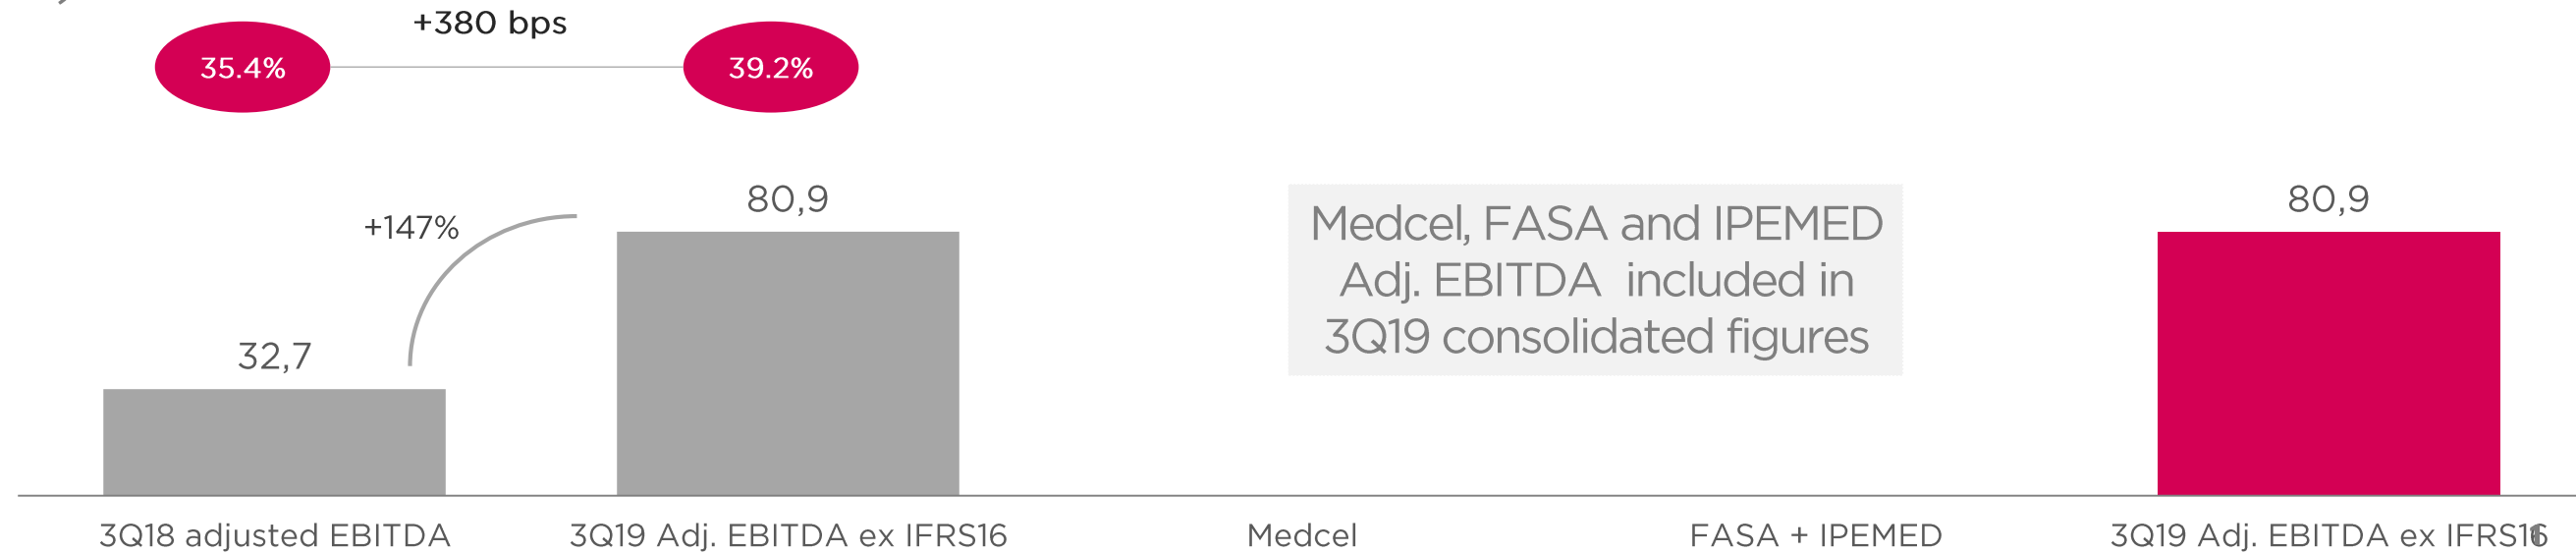 +380 bps
35.4%
39.2%
80,9
80,9
+147%
Medcel, FASA and IPEMED
Adj. EBITDA included in
3Q19 consolidated figures
32,7
3Q18 adjusted EBITDA
3Q19 Adj. EBITDA ex IFRS16
Medcel
FASA + IPEMED
3Q19 Adj. EBITDA ex IFRS16